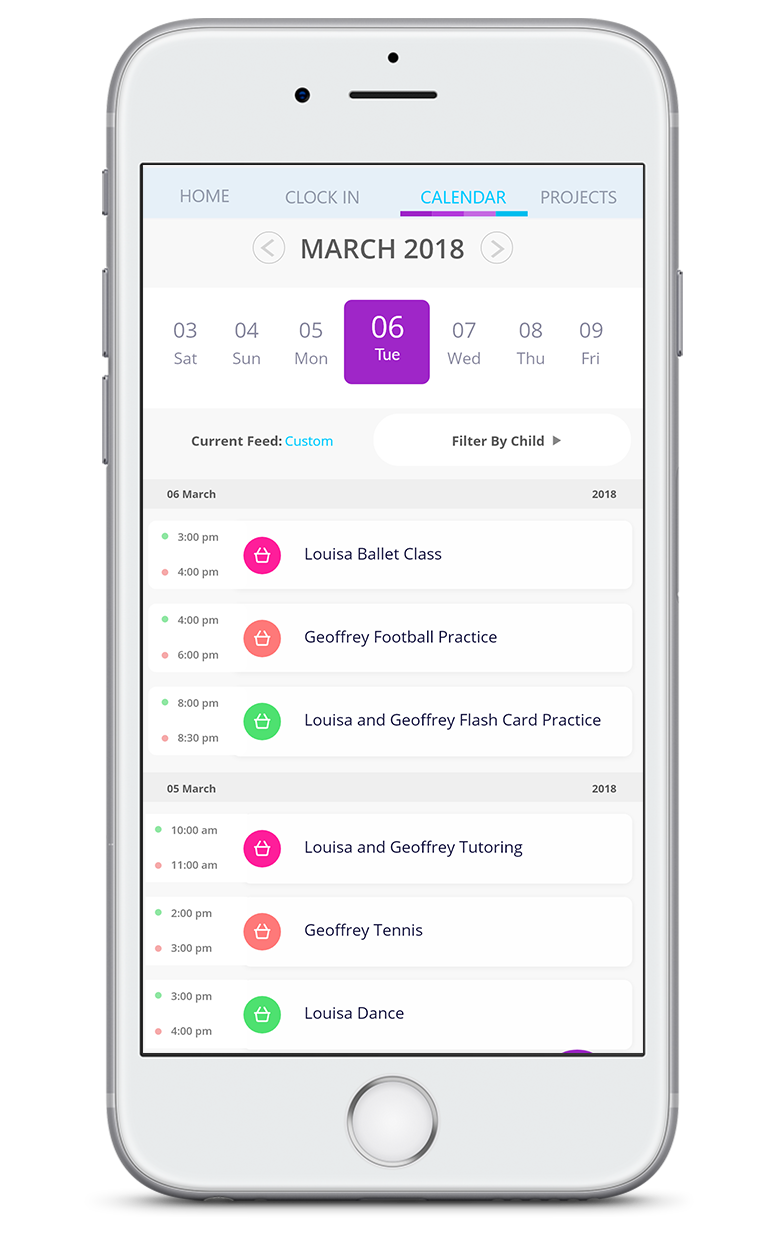 HOME CLOCK IN CALENDAR PROJECTS
MARCH 2018
03 04 05 06 07 08 09
Sat Sun Mon Tue Wed Thu Fri
Current Feed: Custom Filter By Child
06 March 2018
3:00 pm
Louisa Ballet Class
4:00 pm
4:00 pm
Geoffrey Football Practice
6:00 pm
8:00 pm
Louisa and Geoffrey Flash Card Practice
8:30 pm
05 March 2018
10:00 am
Louisa and Geoffrey Tutoring
11:00 am
2:00 pm
Geoffrey Tennis
3:00 pm
3:00 pm
Louisa Dance
4:00 pm